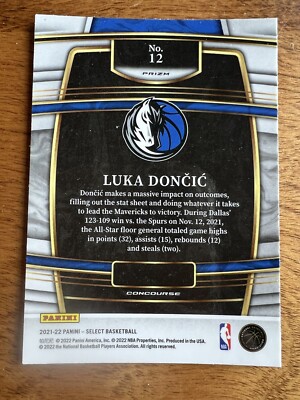 No.
12
PRIZM
LUKA DONČIĆ
Dončić makes a massive impact on outcomes,
filling out the stat sheet and doing whatever it takes
to lead the Mavericks to victory. During Dallas'
123-109 win vs. the Spurs on Nov. 12, 2021,
the All-Star floor general totaled game highs
in points (32), assists (15), rebounds (12)
and steals (two).
CONCOURSE
PANINI
2021-22 PANINI – SELECT BASKETBALL
© 2022 Panini America, Inc. © 2022 NBA Properties, Inc. Produced in the USA.
© 2022 the National Basketball Players Association. All rights reserved.
NBA